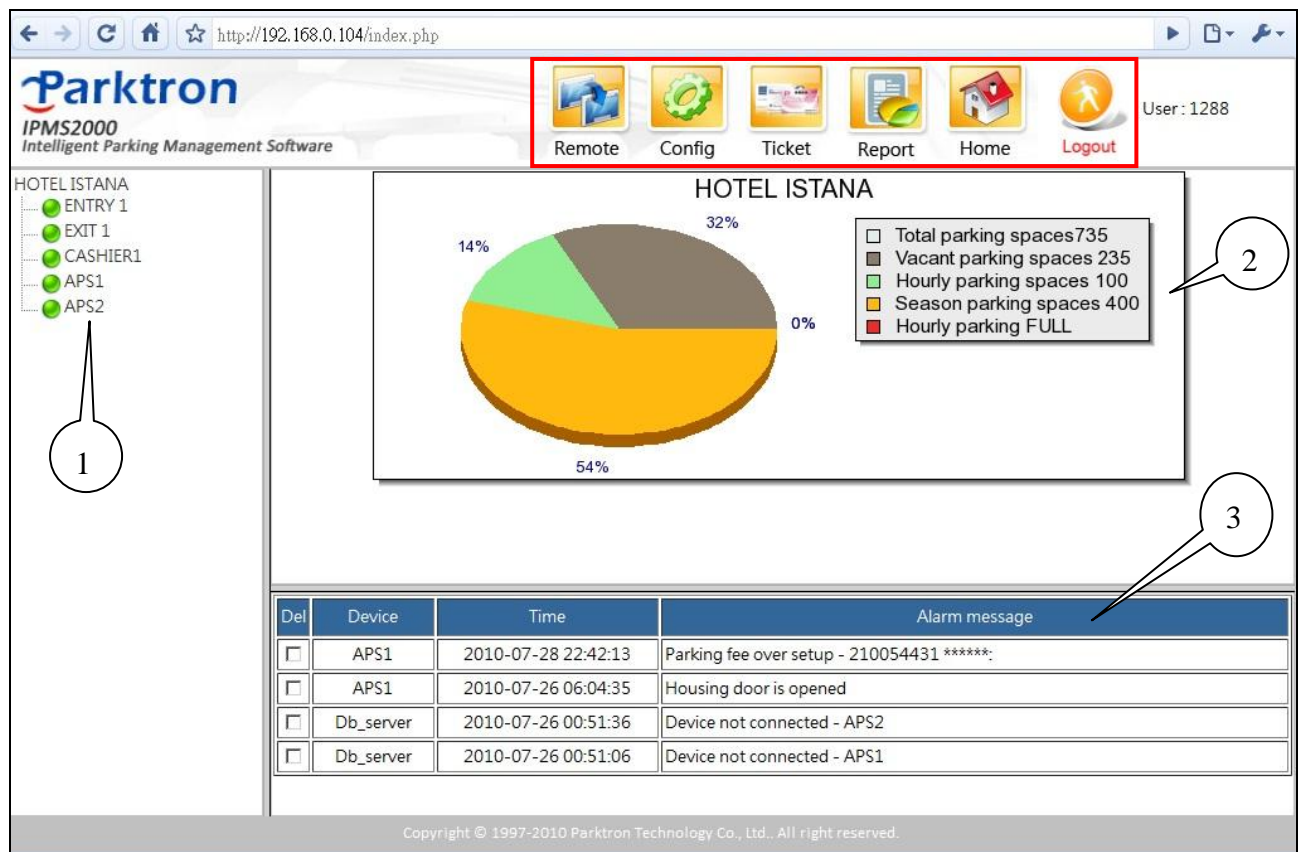 http://192.168.0.104/index.php
Parktron
IPMS2000
Intelligent Parking Management Software
Remote Config Ticket Report Home Logout
User : 1288
HOTEL ISTANA
ENTRY 1
EXIT 1
CASHIER1
APS1
APS2
1
HOTEL ISTANA
32%
14%
0%
54%
Total parking spaces735
Vacant parking spaces 235
Hourly parking spaces 100
Season parking spaces 400
Hourly parking FULL
2
3
Del Device Time Alarm message
APS1 2010-07-28 22:42:13 Parking fee over setup - 210054431 ******:
APS1 2010-07-26 06:04:35 Housing door is opened
Db_server 2010-07-26 00:51:36 Device not connected - APS2
Db_server 2010-07-26 00:51:06 Device not connected - APS1
Copyright © 1997-2010 Parktron Technology Co., Ltd.. All right reserved.